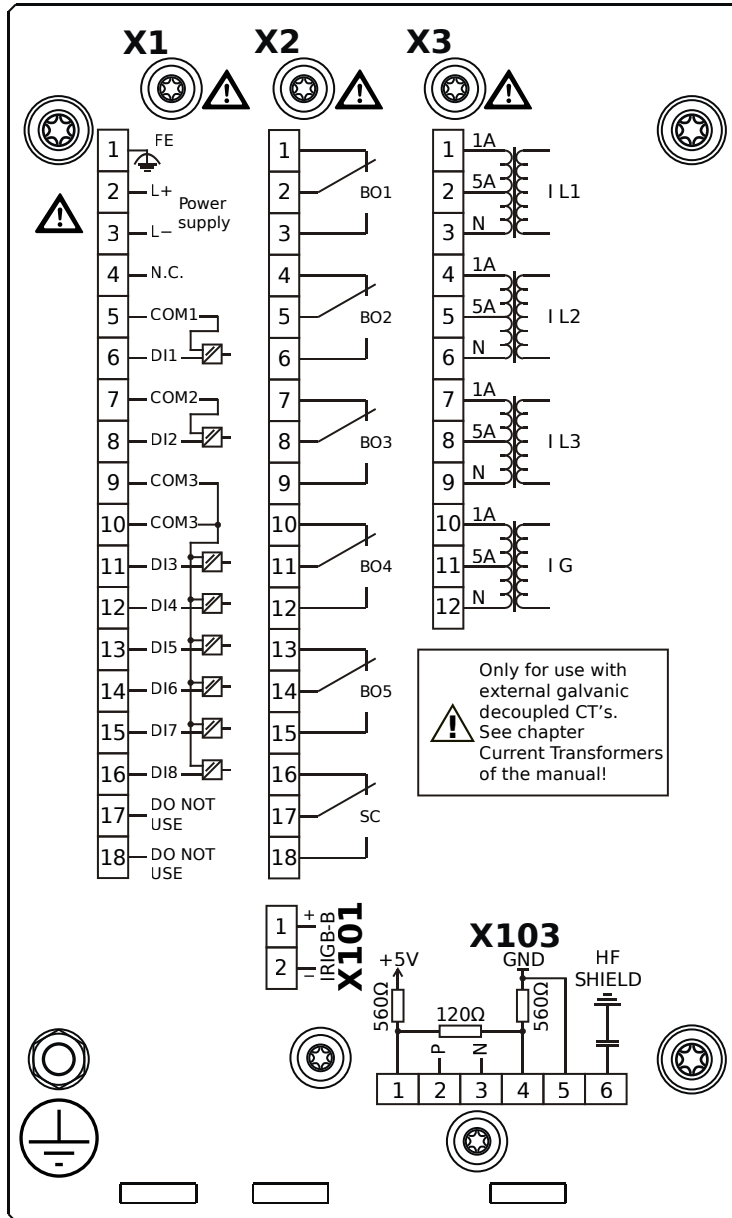 X1 X2 X3
1 FE
2 L+
Power
supply
3 L−
4 N.C.
5 COM1
6 DI1
7 COM2
8 DI2
9 COM3
10 COM3
11 DI3
12 DI4
13 DI5
14 DI6
15 DI7
16 DI8
17 DO NOT
USE
18 DO NOT
USE
1
2 BO1
3
4
5 BO2
6
7
8 BO3
9
10
11 BO4
12
13
14 BO5
15
16
17 SC
18
1 1A
2 5A I L1
3 N
4 1A
5 5A I L2
6 N
7 1A
8 5A I L3
9 N
10 1A
11 5A I G
12 N
Only for use with
external galvanic
decoupled CT's.
See chapter
Current Transformers
of the manual!
1 +
2 −
IRIGB-B
X101
X103
+5V GND HF
SHIELD
560Ω 120Ω 560Ω
P N
1 2 3 4 5 6